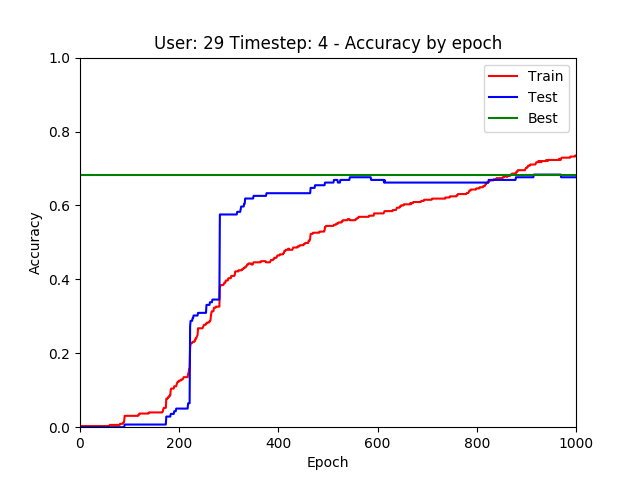 User: 29 Timestep: 4 - Accuracy by epoch
Train
Test
Best
Accuracy
1.0
0.8
0.6
0.4
0.2
0.0
0 200 400 600 800 1000
Epoch